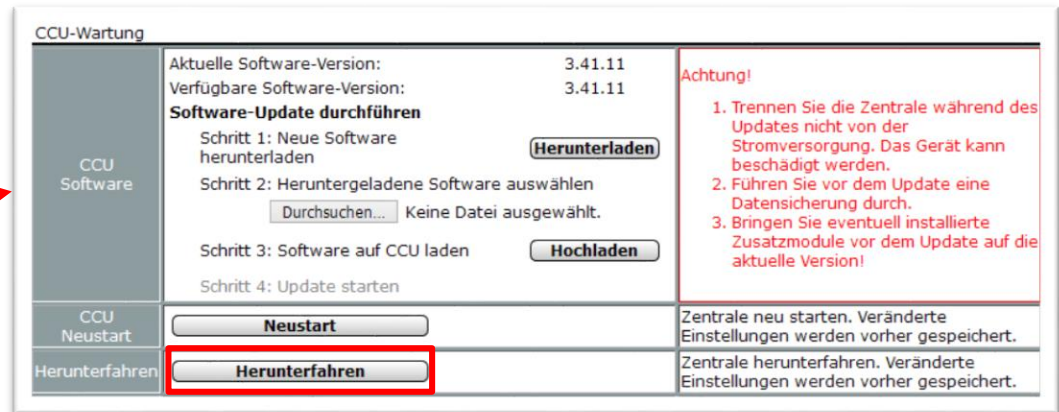 CCU-Wartung
CCU
Software
Aktuelle Software-Version: 3.41.11
Verfügbare Software-Version: 3.41.11
Software-Update durchführen
Schritt 1: Neue Software
herunterladen
Herunterladen
Schritt 2: Heruntergeladene Software auswählen
Durchsuchen... Keine Datei ausgewählt.
Schritt 3: Software auf CCU laden Hochladen
Schritt 4: Update starten
Achtung!
1. Trennen Sie die Zentrale während des
Updates nicht von der
Stromversorgung. Das Gerät kann
beschädigt werden.
2. Führen Sie vor dem Update eine
Datensicherung durch.
3. Bringen Sie eventuell installierte
Zusatzmodule vor dem Update auf die
aktuelle Version!
CCU
Neustart
Neustart
Zentrale neu starten. Veränderte
Einstellungen werden vorher gespeichert.
Herunterfahren
Herunterfahren
Zentrale herunterfahren. Veränderte
Einstellungen werden vorher gespeichert.